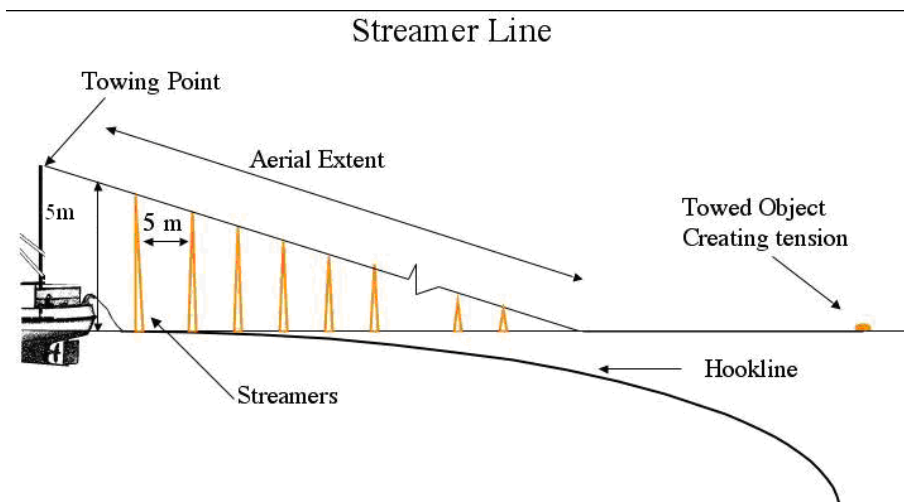 Streamer Line
Towing Point
Aerial Extent
5m
5 m
Towed Object
Creating tension
Hookline
Streamers